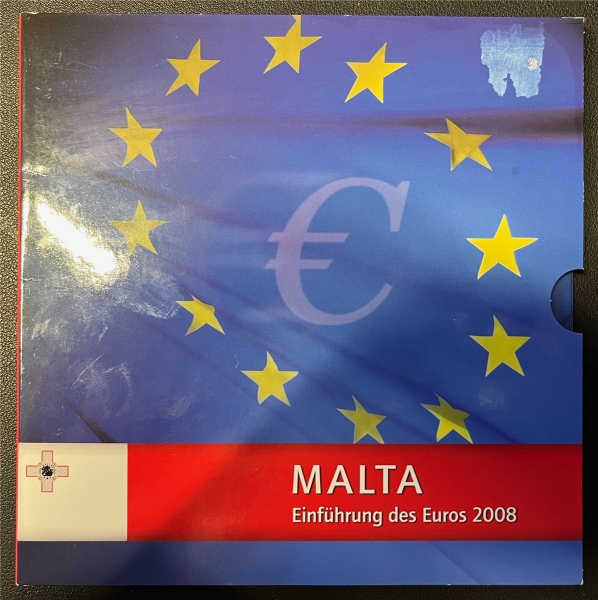 €
MALTA
Einführung des Euros 2008